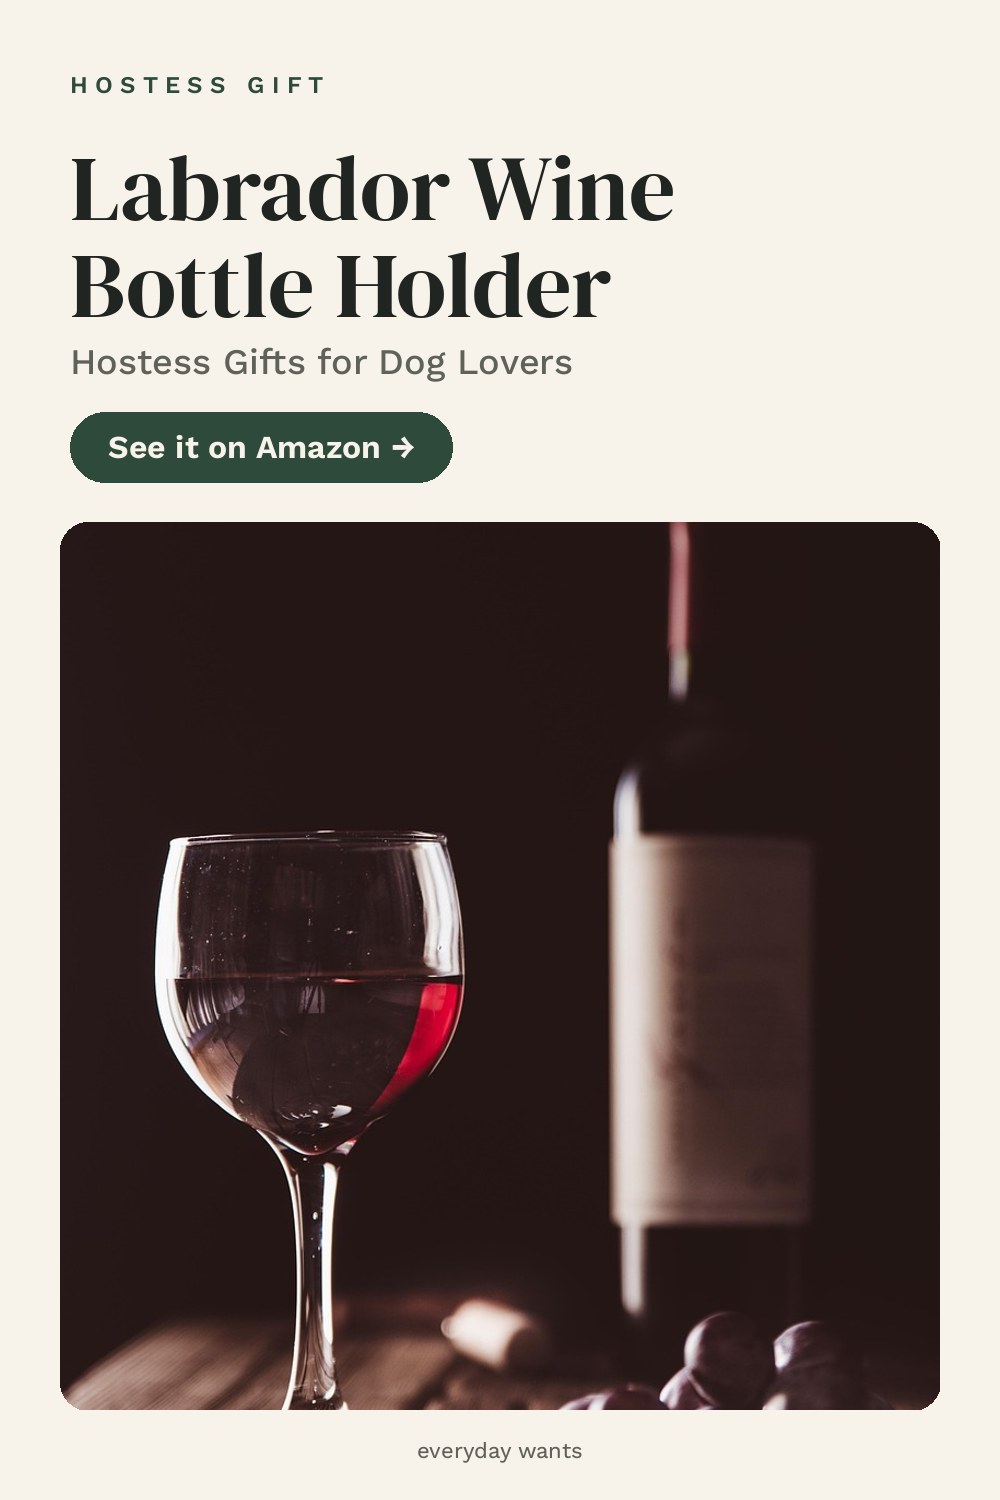 HOSTESS GIFT
Labrador Wine
Bottle Holder
Hostess Gifts for Dog Lovers
See it on Amazon →
everyday wants